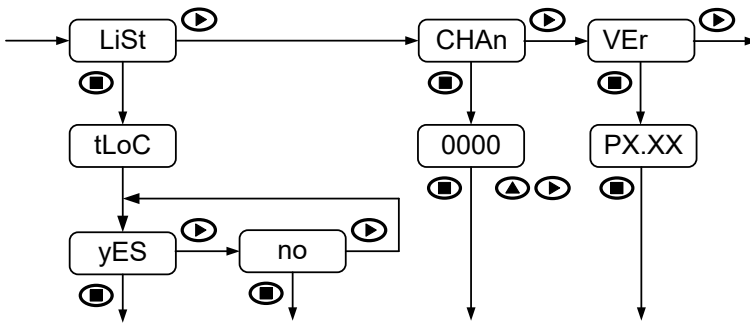 LiSt
CHAn
VEr
tLoC
0000
PX.XX
yES
no